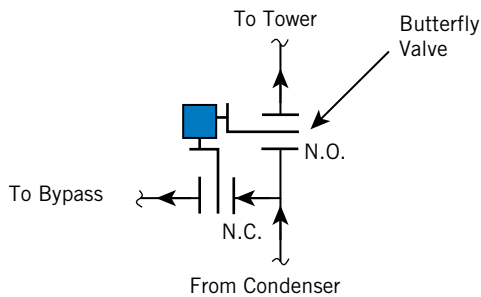 To Tower
Butterfly
Valve
N.O.
To Bypass
N.C.
From Condenser